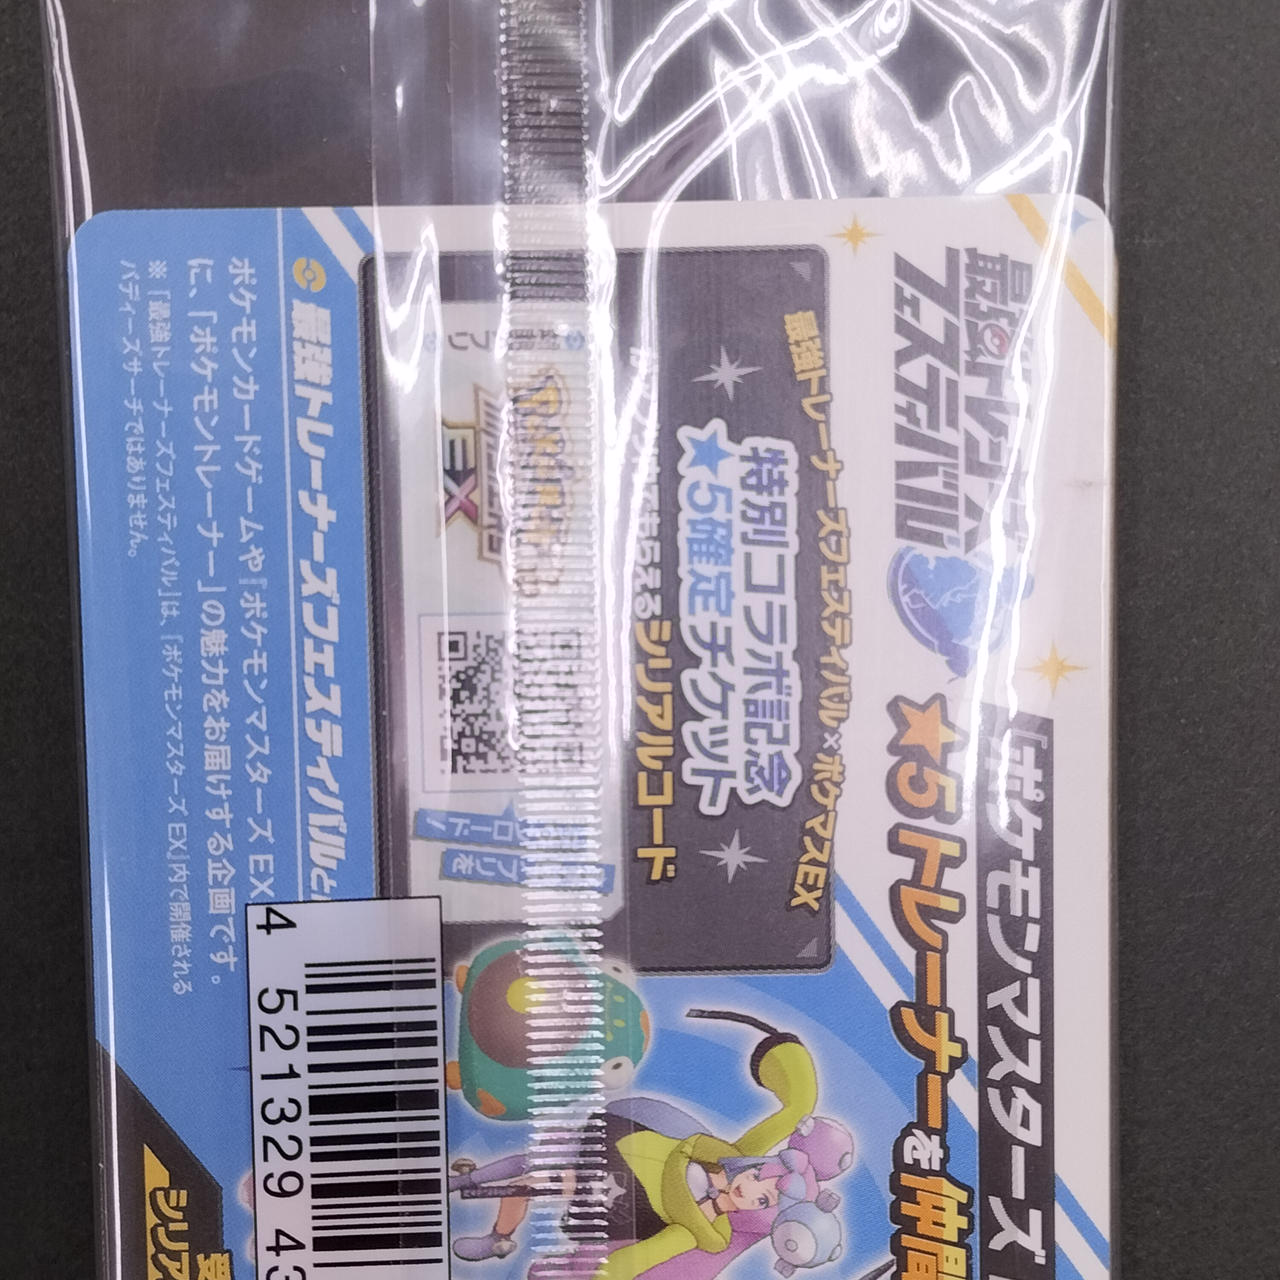 最強トレーナーズ
フェスティバル
『ポケモンマスターズ
★5トレーナーを仲間
最強トレーナーズフェスティバル×ポケマスEX
特別コラボ記念
★5確定チケット
もらえるシリアルコード
EX
最強トレーナーズフェスティバルと
ポケモンカードゲームや『ポケモンマスターズ EX
に、「ポケモントレーナー」の魅力をお届けする企画です。
※「最強トレーナーズフェスティバル」は、『ポケモンマスターズ EX』内で開催される
バディーズサーチではありません。
4 521329 43
シリア